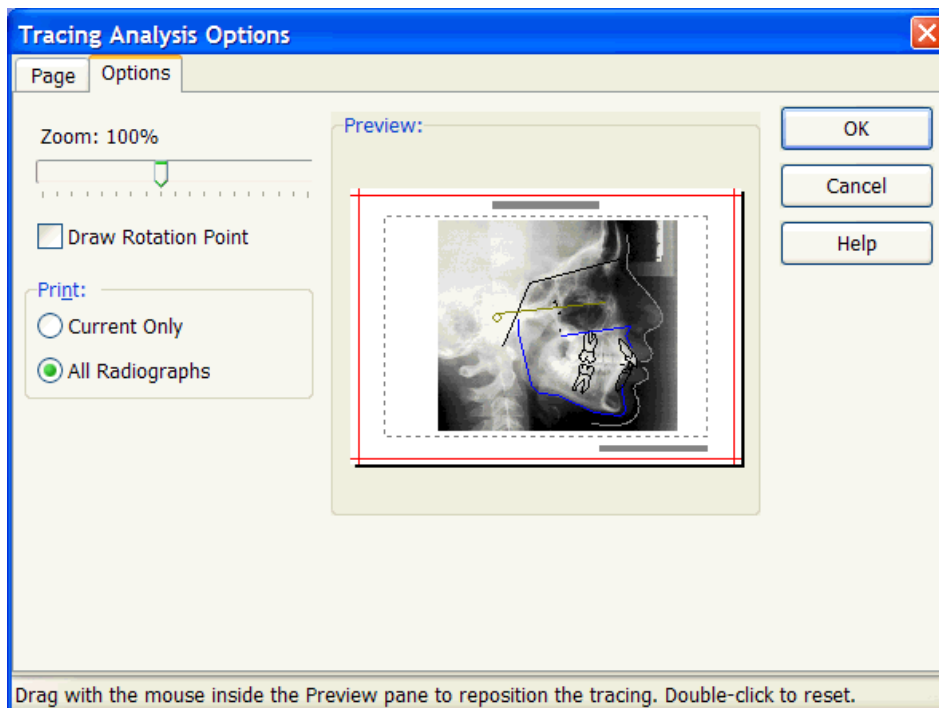 Tracing Analysis Options
Page
Options
Zoom: 100%
Draw Rotation Point
Print:
Current Only
All Radiographs
Preview:
OK
Cancel
Help
Drag with the mouse inside the Preview pane to reposition the tracing. Double-click to reset.